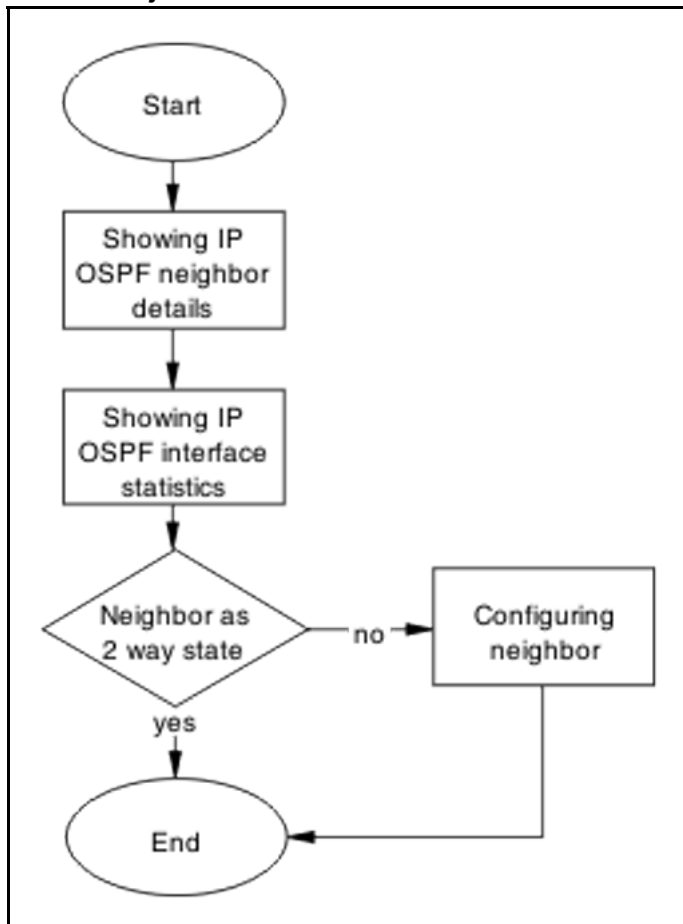 Start
Showing IP
OSPF neighbor
details
Showing IP
OSPF interface
statistics
Neighbor as
2 way state
no
Configuring
neighbor
yes
End